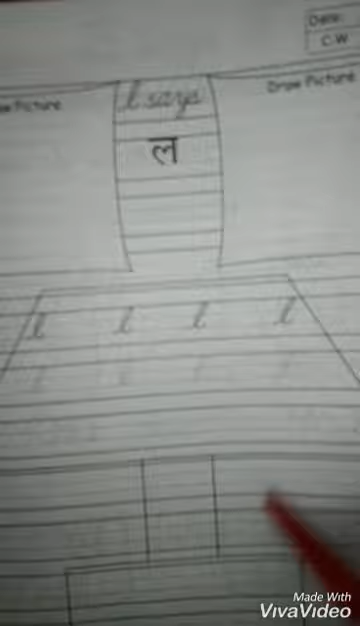 Date:
C.W
Draw Picture
l says
Draw Picture
ल
l l l l
l l l l
Made With
VivaVideo